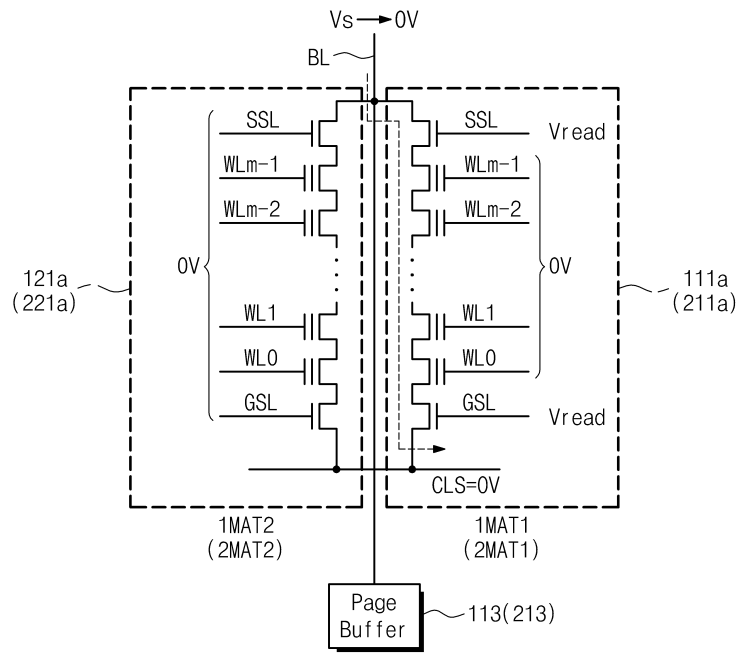 Vs → 0V
BL
SSL
SSL
Vread
WLm-1
WLm-1
WLm-2
WLm-2
0V
0V
121a
(221a)
111a
(211a)
WL1
WL1
WL0
WL0
GSL
GSL
Vread
CLS=0V
1MAT2
(2MAT2)
1MAT1
(2MAT1)
Page
Buffer
113(213)